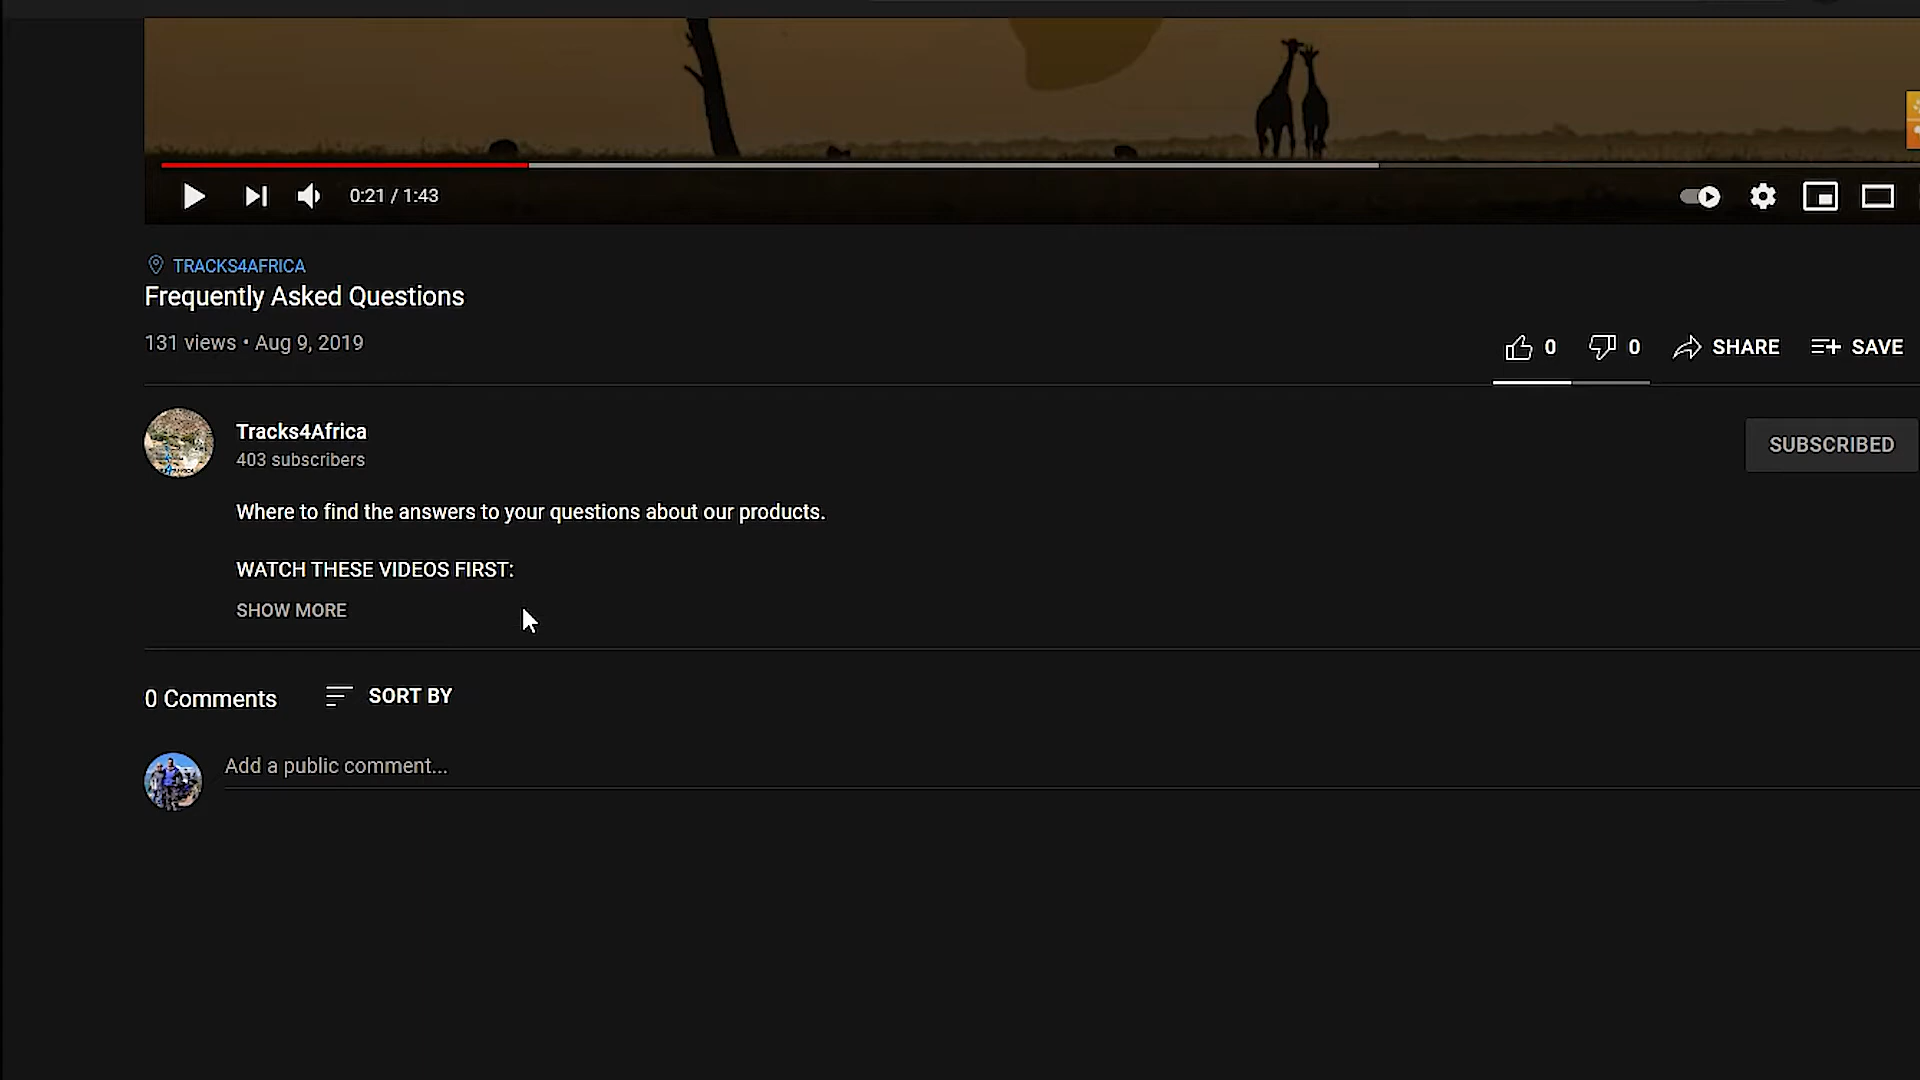 0:21 / 1:43
TRACKS4AFRICA
Frequently Asked Questions
131 views • Aug 9, 2019
0
0
SHARE
SAVE
Tracks4Africa
403 subscribers
SUBSCRIBED
Where to find the answers to your questions about our products.
WATCH THESE VIDEOS FIRST:
SHOW MORE
0 Comments
SORT BY
Add a public comment...